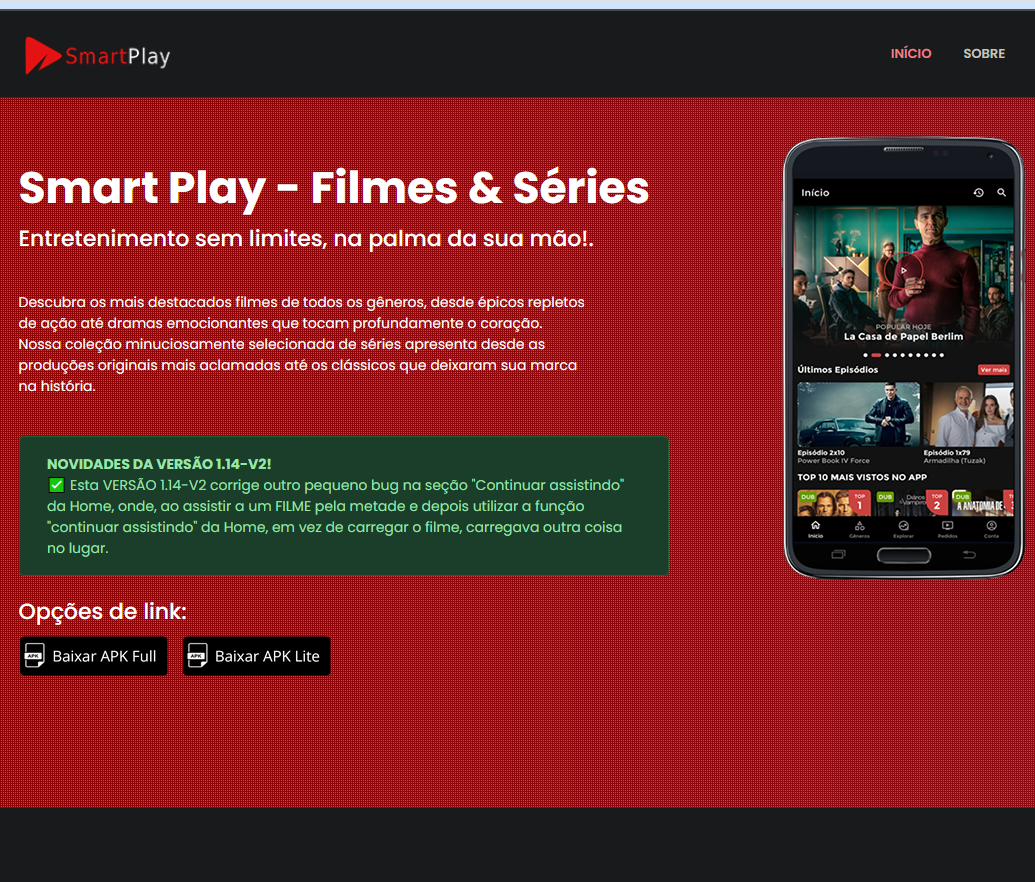 SmartPlay
INÍCIO
SOBRE
Smart Play - Filmes & Séries
Entretenimento sem limites, na palma da sua mão!.
Descubra os mais destacados filmes de todos os gêneros, desde épicos repletos
de ação até dramas emocionantes que tocam profundamente o coração.
Nossa coleção minuciosamente selecionada de séries apresenta desde as
produções originais mais aclamadas até os clássicos que deixaram sua marca
na história.
NOVIDADES DA VERSÃO 1.14-V2!
✅ Esta VERSÃO 1.14-V2 corrige outro pequeno bug na seção "Continuar assistindo"
da Home, onde, ao assistir a um FILME pela metade e depois utilizar a função
"continuar assistindo" da Home, em vez de carregar o filme, carregava outra coisa
no lugar.
Opções de link:
APK Baixar APK Full
APK Baixar APK Lite
Início
POPULAR HOJE
La Casa de Papel Berlim
Últimos Episódios
Ver mais
Episódio 2x10
Power Book IV Force
Episódio 1x79
Armadilha (Tuzak)
TOP 10 MAIS VISTOS NO APP
DUB
TOP
1
DUB
Diários
Vampiro
TOP
2
DUB
A ANATOMIA DE
3
Início
Gêneros
Explorar
Pedidos
Conta